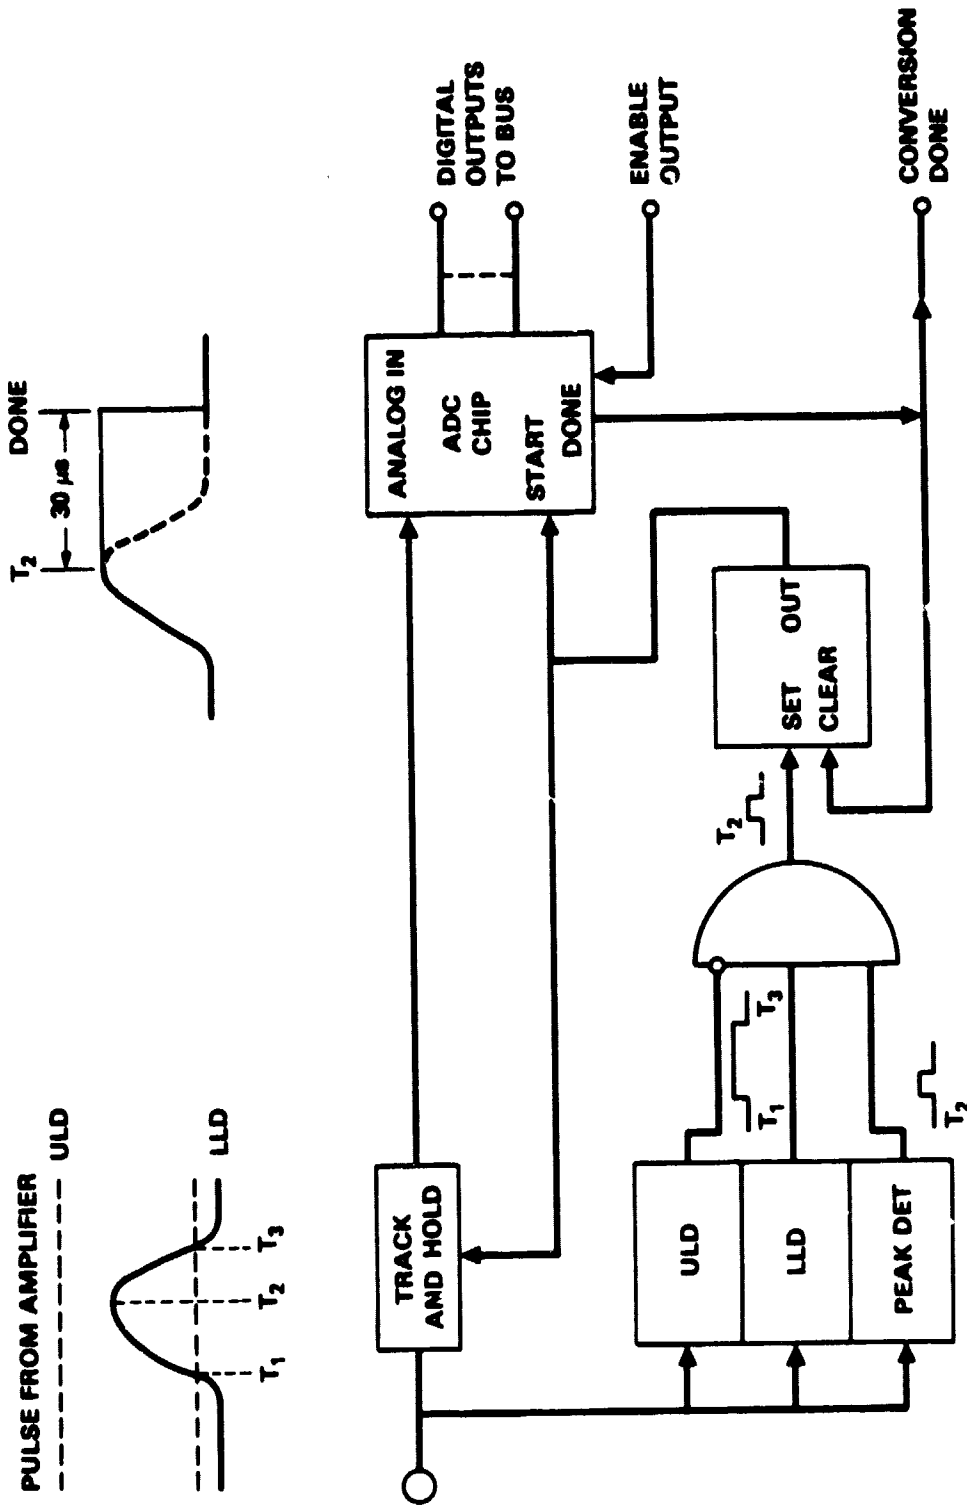 PULSE FROM AMPLIFIER
ULD
LLD
T1
T2
T3
T2
DONE
30 μs
TRACK
AND HOLD
ANALOG IN
ADC
CHIP
START
DONE
DIGITAL
OUTPUTS
TO BUS
ENABLE
OUTPUT
ULD
LLD
PEAK DET
T1
T3
T2
T2
SET
OUT
CLEAR
CONVERSION
DONE